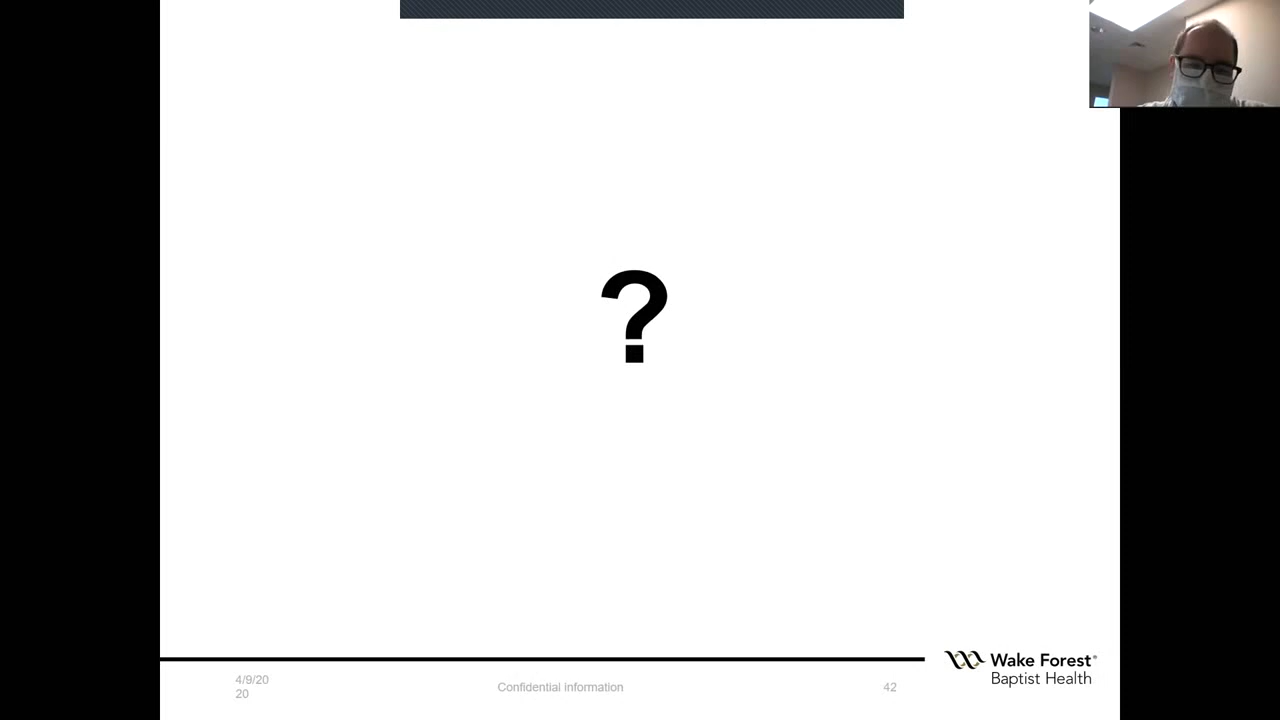 ?
4/9/20
20
Confidential information
42
Wake Forest®
Baptist Health